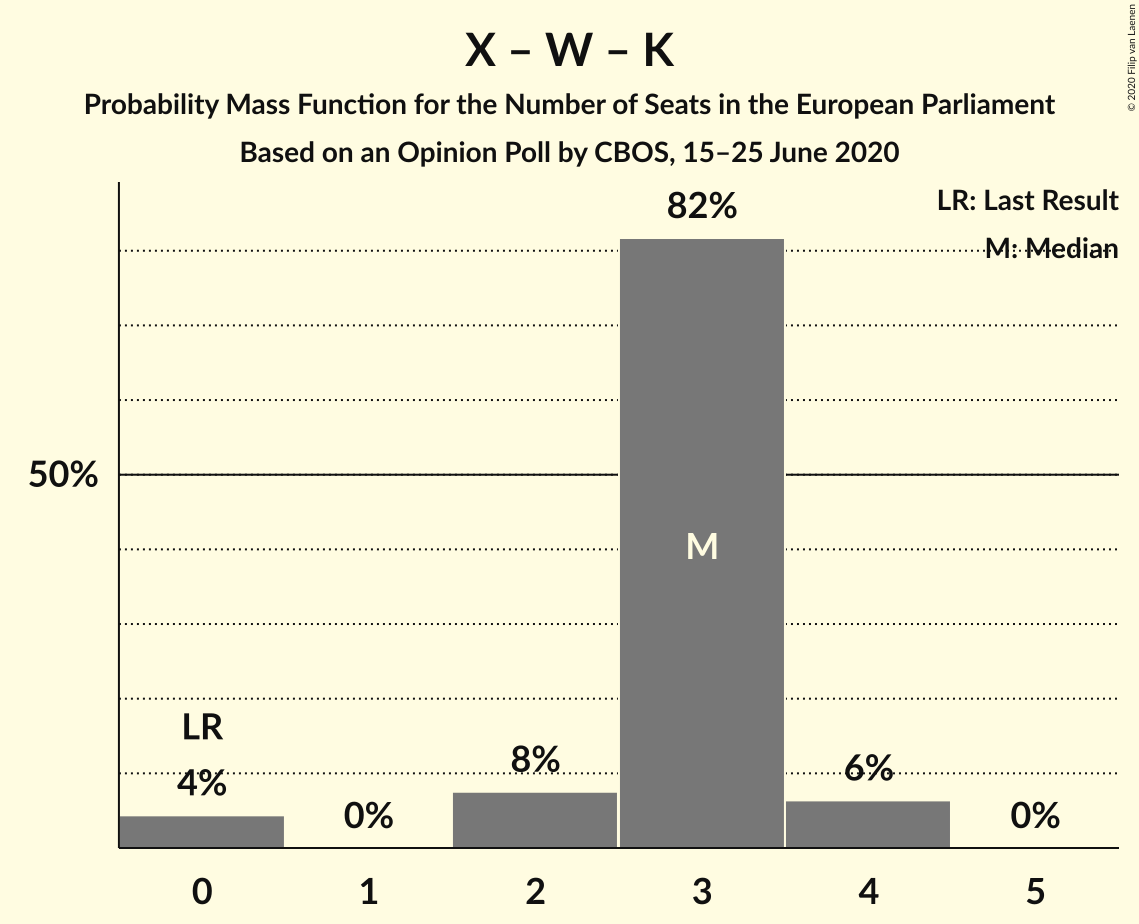 X – W – K
Probability Mass Function for the Number of Seats in the European Parliament
Based on an Opinion Poll by CBOS, 15–25 June 2020
© 2020 Filip van Laenen
LR: Last Result
M: Median
82%
50%
M
LR
4%
0%
8%
6%
0%
0 1 2 3 4 5